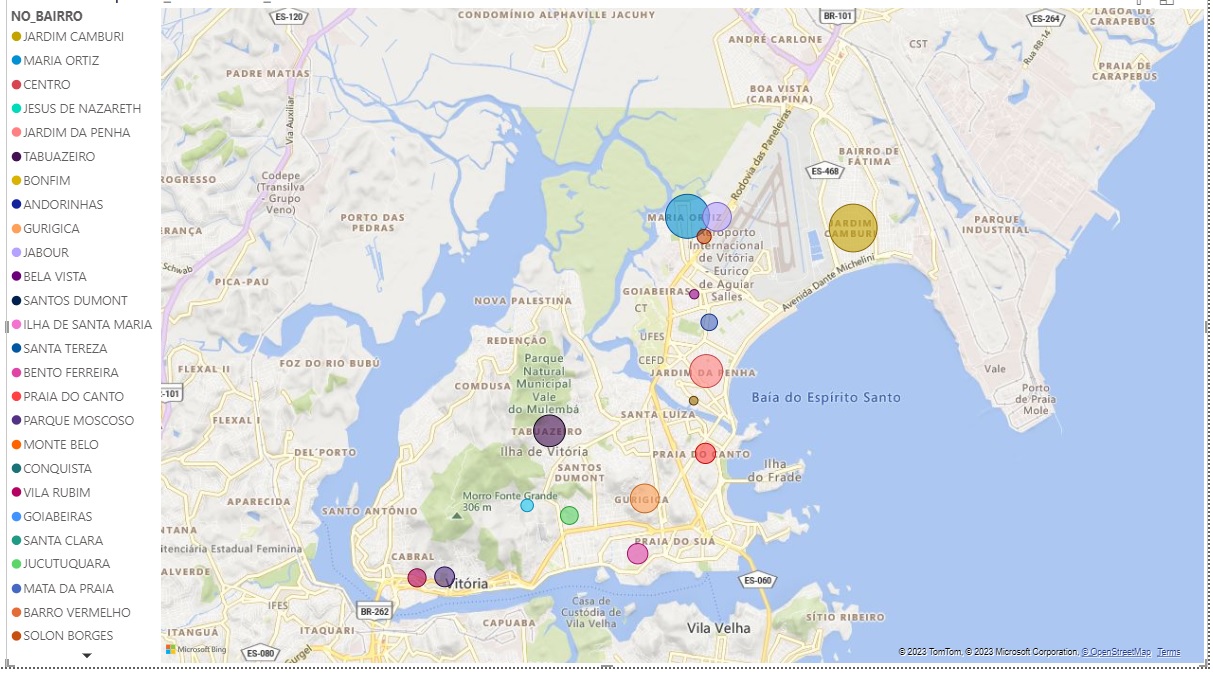 NO_BAIRRO
JARDIM CAMBURI
MARIA ORTIZ
CENTRO
JESUS DE NAZARETH
JARDIM DA PENHA
TABUAZEIRO
BONFIM
ANDORINHAS
GURIGICA
JABOUR
BELA VISTA
SANTOS DUMONT
ILHA DE SANTA MARIA
SANTA TEREZA
BENTO FERREIRA
PRAIA DO CANTO
PARQUE MOSCOSO
MONTE BELO
CONQUISTA
VILA RUBIM
GOIABEIRAS
SANTA CLARA
JUCUTUQUARA
MATA DA PRAIA
BARRO VERMELHO
SOLON BORGES
ES-120
CONDOMÍNIO ALPHAVILLE JACUHY
BR-101
ES-264
LAGOA DE
CARAPEBUS
ANDRÉ CARLONE
CST
Rua RB-14
PADRE MATIAS
PRAIA DE
CARAPEBUS
BOA VISTA
(CARAPINA)
Via Auxiliar
Rodovia das Paneleiras
BAIRRO DE
FÁTIMA
ES-468
ROGRESSO
Codepe
(Transilva
- Grupo
Veno)
PORTO DAS
PEDRAS
MARIA ORTIZ
JARDIM
CAMBURI
PARQUE
INDUSTRIAL
ERANÇA
Aeroporto
Internacional
de Vitória
- Eurico
de Aguiar
Salles
Schwab
PICA-PAU
Avenida Dante Michelini
GOIABEIRAS
NOVA PALESTINA
CT
UFES
REDENÇÃO
CEFD
FLEXAL II
FOZ DO RIO BUBÚ
Parque
Natural
Municipal
Vale
do Mulembá
JARDIM DA PENHA
Vale
-101
COMDUSA
Baía do Espírito Santo
Porto
de Praia
Mole
SANTA LUIZA
FLEXAL I
TABUAZEIRO
Ilha de Vitória
DEL'PORTO
PRAIA DO CANTO
SANTOS
DUMONT
Ilha
do Frade
APARECIDA
SANTO ANTÔNIO
Morro Fonte Grande
306 m
GURIGICA
NTANA
PRAIA DO SUÁ
itenciária Estadual Feminina
CABRAL
ALVERDE
Vitória
ES-060
IFES
BR-262
Casa de
Custódia de
Vila Velha
SÍTIO RIBEIRO
ITANGUÁ
ITAQUARI
CAPUABA
Vila Velha
Microsoft Bing
ES-080
Gurgel
© 2023 TomTom, © 2023 Microsoft Corporation, © OpenStreetMap Terms